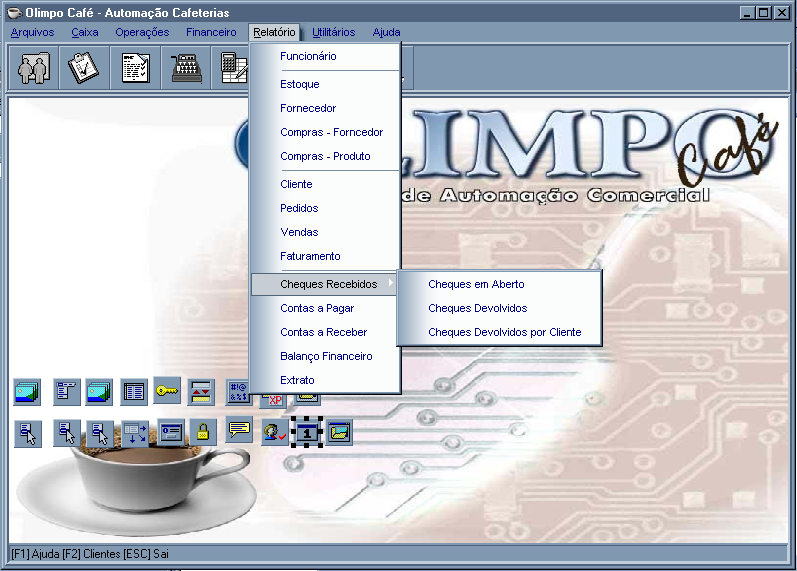 Olimpo Café - Automação Cafeterias
Arquivos Caixa Operações Financeiro Relatório Utilitários Ajuda
Funcionário
Estoque
Fornecedor
Compras - Forncedor
Compras - Produto
Cliente
Pedidos
Vendas
Faturamento
Cheques Recebidos
Contas a Pagar
Contas a Receber
Balanço Financeiro
Extrato
Cheques em Aberto
Cheques Devolvidos
Cheques Devolvidos por Cliente
LIMPO
Café
de Automação Comercial
#!@
&%$
XP
1
[F1] Ajuda [F2] Clientes [ESC] Sai